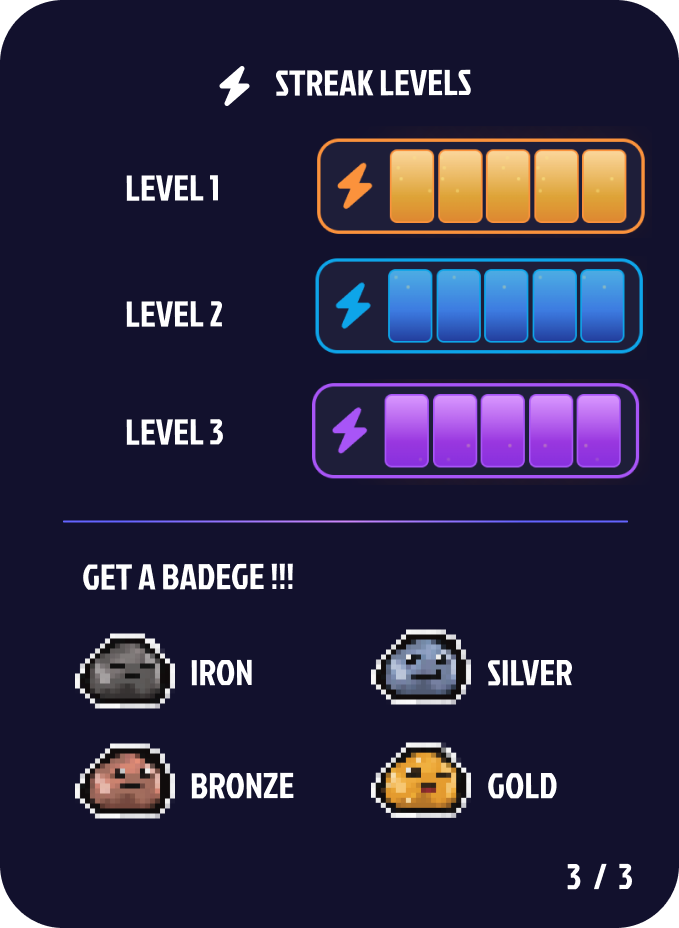 STREAK LEVELS
LEVEL 1
LEVEL 2
LEVEL 3
GET A BADEGE !!!
IRON
SILVER
BRONZE
GOLD
3 / 3